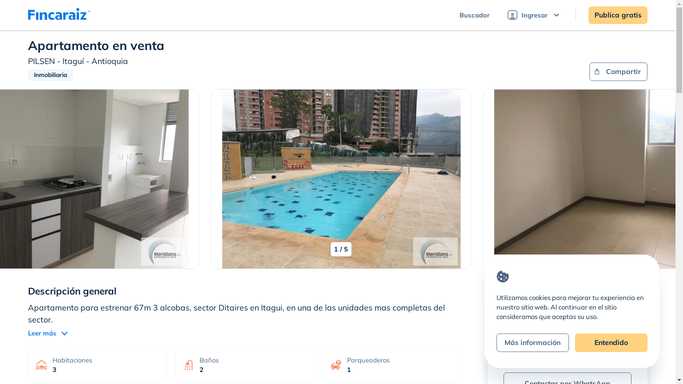 Fincaraiz
Buscador
Ingresar
Publica gratis
Apartamento en venta
PILSEN - Itaguí - Antioquia
Inmobiliaria
Compartir
1 / 5
Descripción general
Apartamento para estrenar 67m 3 alcobas, sector Ditaires en Itagui, en una de las unidades mas completas del
sector.
Leer más
Habitaciones
3
Baños
2
Parqueaderos
1
Utilizamos cookies para mejorar tu experiencia en
nuestro sitio web. Al continuar en el sitio
consideramos que aceptas su uso.
Más información
Entendido
Contactar por WhatsApp